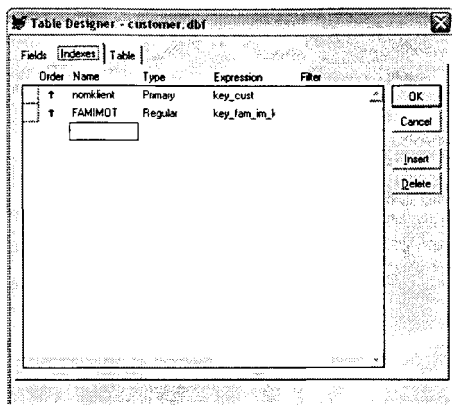 Table Designer - customer.dbf
Fields Indexes Table
Order Name Type Expression Filter
↑ nomklient Primary key_cust
↑ FAMIMOT Regular key_fam_im_
OK
Cancel
Insert
Delete